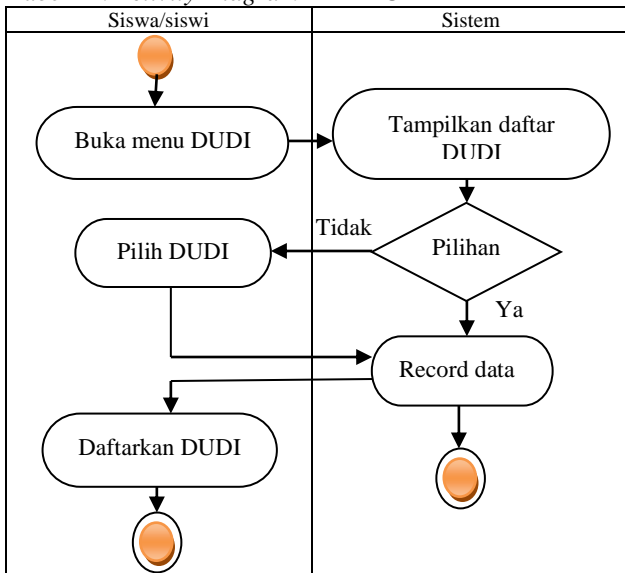 Siswa/siswi
Sistem
Buka menu DUDI
Tampilkan daftar
DUDI
Pilihan
Tidak
Pilih DUDI
Ya
Record data
Daftarkan DUDI